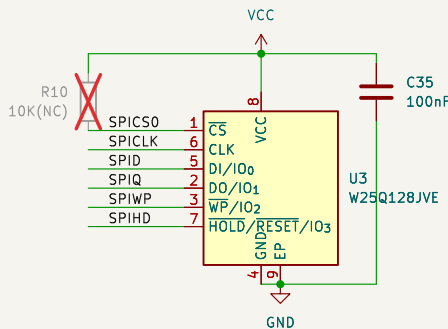 VCC
R10
10K(NC)
C35
100nF
SPICS0
SPICLK
SPID
SPIQ
SPIWP
SPIHD
1
6
5
2
3
7
8
VCC
CS
CLK
DI/IO0
DO/IO1
WP/IO2
HOLD/RESET/IO3
GND
EP
4
9
U3
W25Q128JVE
GND